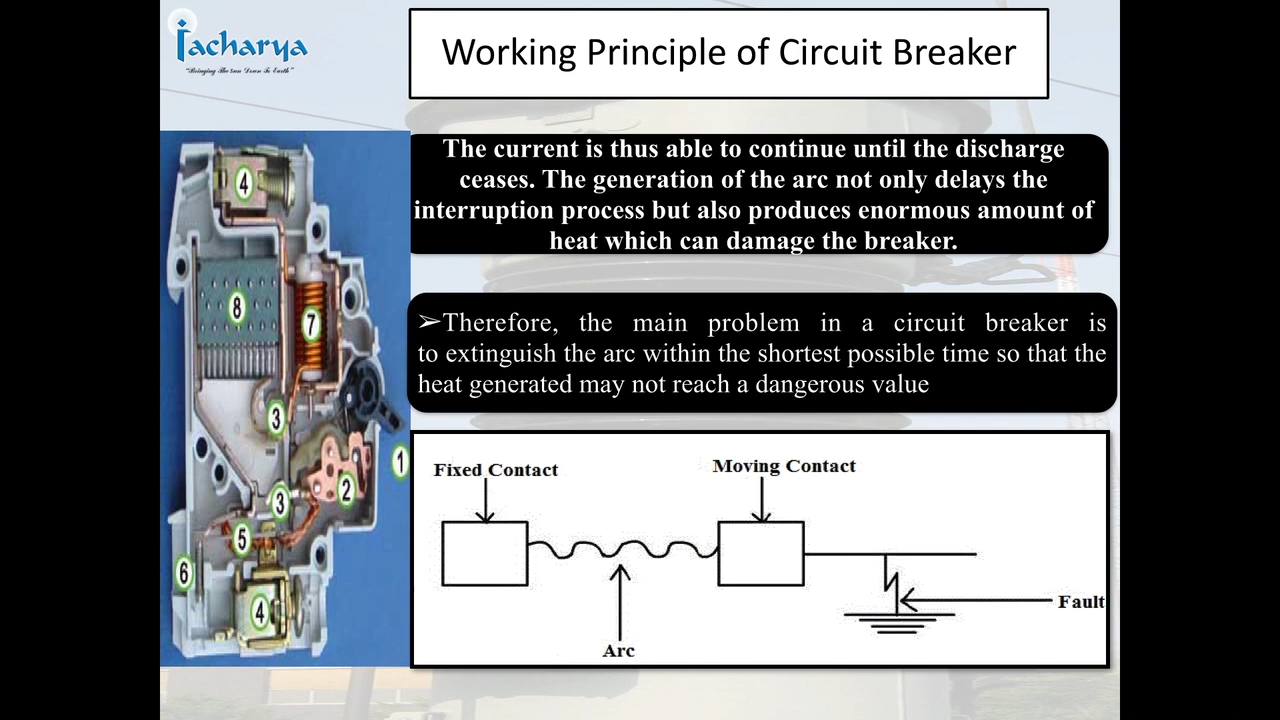 iacharya
"Bringing The Sun Down To Earth"
Working Principle of Circuit Breaker
The current is thus able to continue until the discharge
ceases. The generation of the arc not only delays the
interruption process but also produces enormous amount of
heat which can damage the breaker.
➢Therefore, the main problem in a circuit breaker is
to extinguish the arc within the shortest possible time so that the
heat generated may not reach a dangerous value
4
8
7
3
1
2
3
5
6
4
Fixed Contact
Moving Contact
Fault
Arc